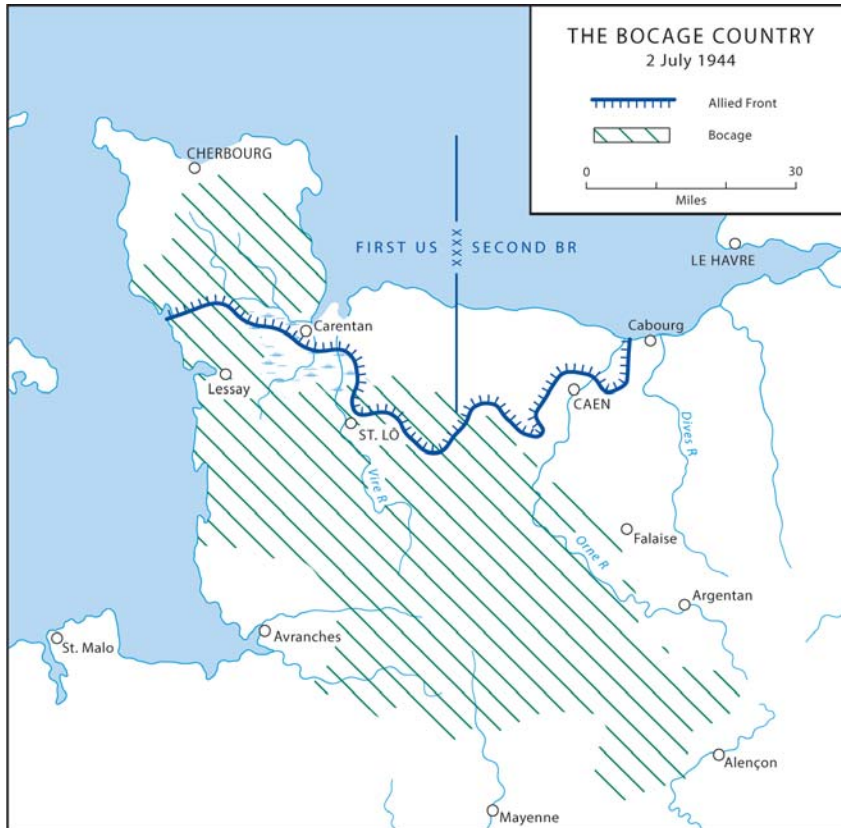 THE BOCAGE COUNTRY
2 July 1944
Allied Front
Bocage
0 30
Miles
CHERBOURG
FIRST US XXXX SECOND BR
LE HAVRE
Carentan
Cabourg
Lessay
CAEN
ST. LÔ
Dives R
Vire R
Falaise
Orne R
Argentan
St. Malo
Avranches
Alençon
Mayenne